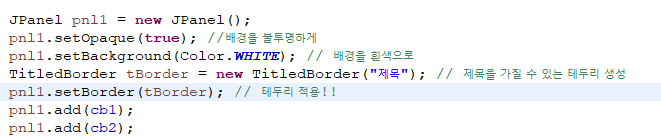 JPanel pnl1 = new JPanel();
pnl1.setOpaque(true); //배경을 불투명하게
pnl1.setBackground(Color.WHITE); // 배경을 흰색으로
TitledBorder tBorder = new TitledBorder("제목"); // 제목을 가질 수 있는 테두리 생성
pnl1.setBorder(tBorder); // 테두리 적용!!
pnl1.add(cb1);
pnl1.add(cb2);